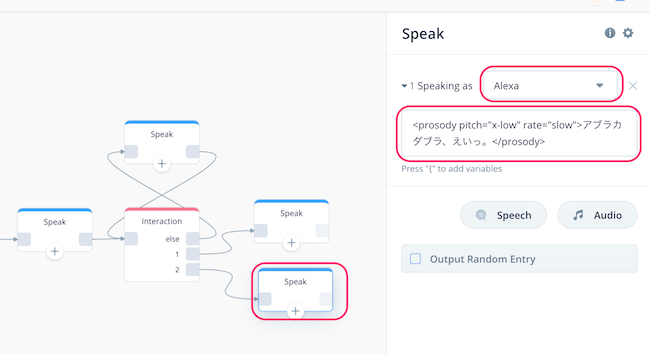 Speak
Speak
Interaction
else
1
2
Speak
Speak
Speak
1 Speaking as
Alexa
<prosody pitch="x-low" rate="slow">アブラカ
ダブラ、えいっ。</prosody>
Press "{" to add variables
Speech
Audio
Output Random Entry